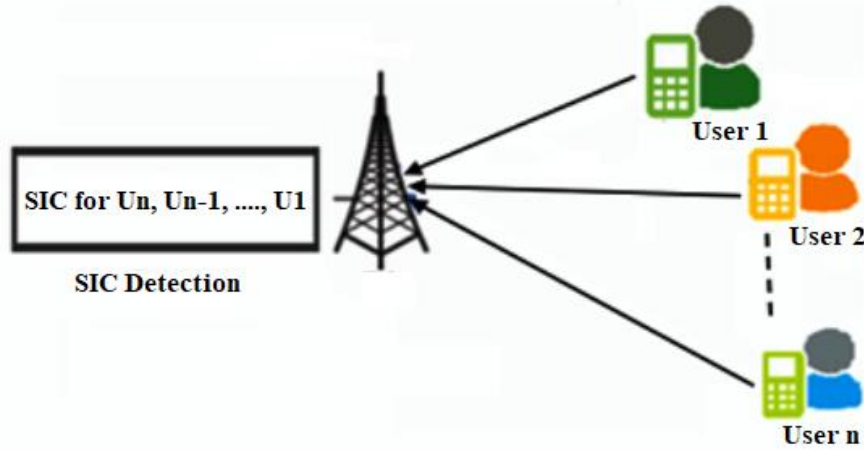 User 1
SIC for Un, Un-1, ...., U1
User 2
SIC Detection
User n